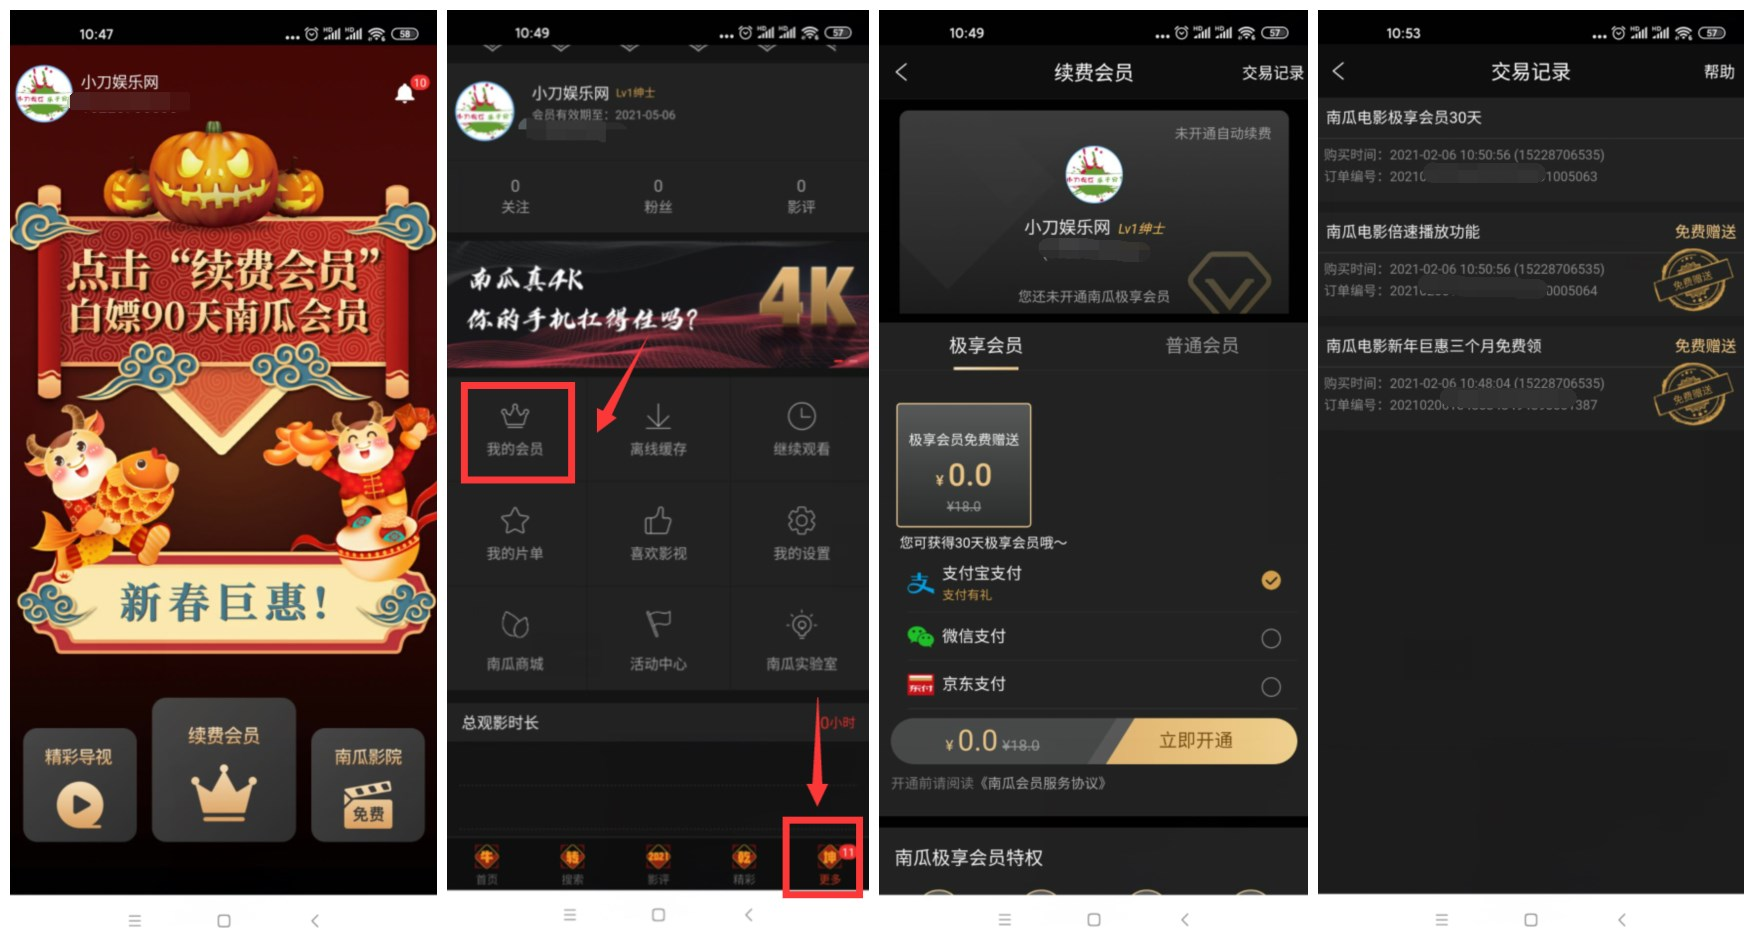 10:47
HD
HD
58
小刀娱乐网
10
点击“续费会员”
白嫖90天南瓜会员
新春巨惠!
精彩导视
续费会员
南瓜影院
免费
10:49
HD
HD
57
小刀娱乐网 Lv1绅士
会员有效期至：2021-05-06
0
关注
0
粉丝
0
影评
南瓜真4K
你的手机扛得住吗?
4K
我的会员
离线缓存
继续观看
我的片单
喜欢影视
我的设置
南瓜商城
活动中心
南瓜实验室
总观影时长
0小时
牛
首页
转
搜索
2021
影评
乾
精彩
坤
11
更多
10:49
HD
HD
57
续费会员
交易记录
未开通自动续费
小刀娱乐网 Lv1绅士
您还未开通南瓜极享会员
极享会员
普通会员
极享会员免费赠送
¥0.0
¥18.0
您可获得30天极享会员哦～
支付宝支付
支付有礼
微信支付
京东支付
¥0.0 ¥18.0
立即开通
开通前请阅读《南瓜会员服务协议》
南瓜极享会员特权
10:53
HD
HD
57
交易记录
帮助
南瓜电影极享会员30天
购买时间：2021-02-06 10:50:56 (15228706535)
订单编号：20210
1005063
南瓜电影倍速播放功能
免费赠送
购买时间：2021-02-06 10:50:56 (15228706535)
订单编号：2021
0005064
免费赠送
南瓜电影新年巨惠三个月免费领
免费赠送
购买时间：2021-02-06 10:48:04 (15228706535)
订单编号：202102
1387
免费赠送